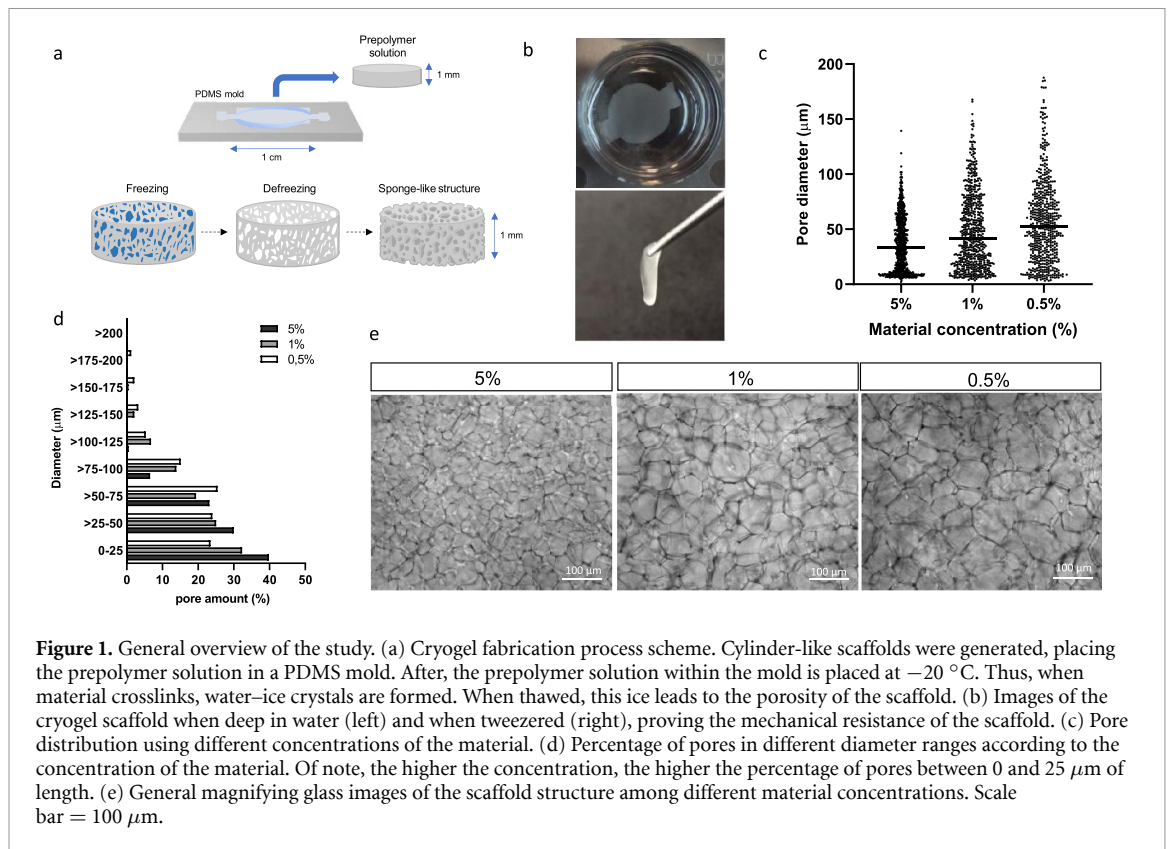 a
Prepolymer
solution
1 mm
PDMS mold
1 cm
Freezing
Defreezing
Sponge-like structure
1 mm
b
c
200
150
100
50
0
Pore diameter (μm)
5%
1%
0.5%
Material concentration (%)
d
5%
1%
0,5%
>200
>175-200
>150-175
>125-150
>100-125
>75-100
>50-75
>25-50
0-25
Diameter (μm)
0
10
20
30
40
50
pore amount (%)
e
5%
1%
0.5%
100 μm
100 μm
100 μm
Figure 1. General overview of the study. (a) Cryogel fabrication process scheme. Cylinder-like scaffolds were generated, placing
the prepolymer solution in a PDMS mold. After, the prepolymer solution within the mold is placed at −20 °C. Thus, when
material crosslinks, water–ice crystals are formed. When thawed, this ice leads to the porosity of the scaffold. (b) Images of the
cryogel scaffold when deep in water (left) and when tweezered (right), proving the mechanical resistance of the scaffold. (c) Pore
distribution using different concentrations of the material. (d) Percentage of pores in different diameter ranges according to the
concentration of the material. Of note, the higher the concentration, the higher the percentage of pores between 0 and 25 μm of
length. (e) General magnifying glass images of the scaffold structure among different material concentrations. Scale
bar = 100 μm.